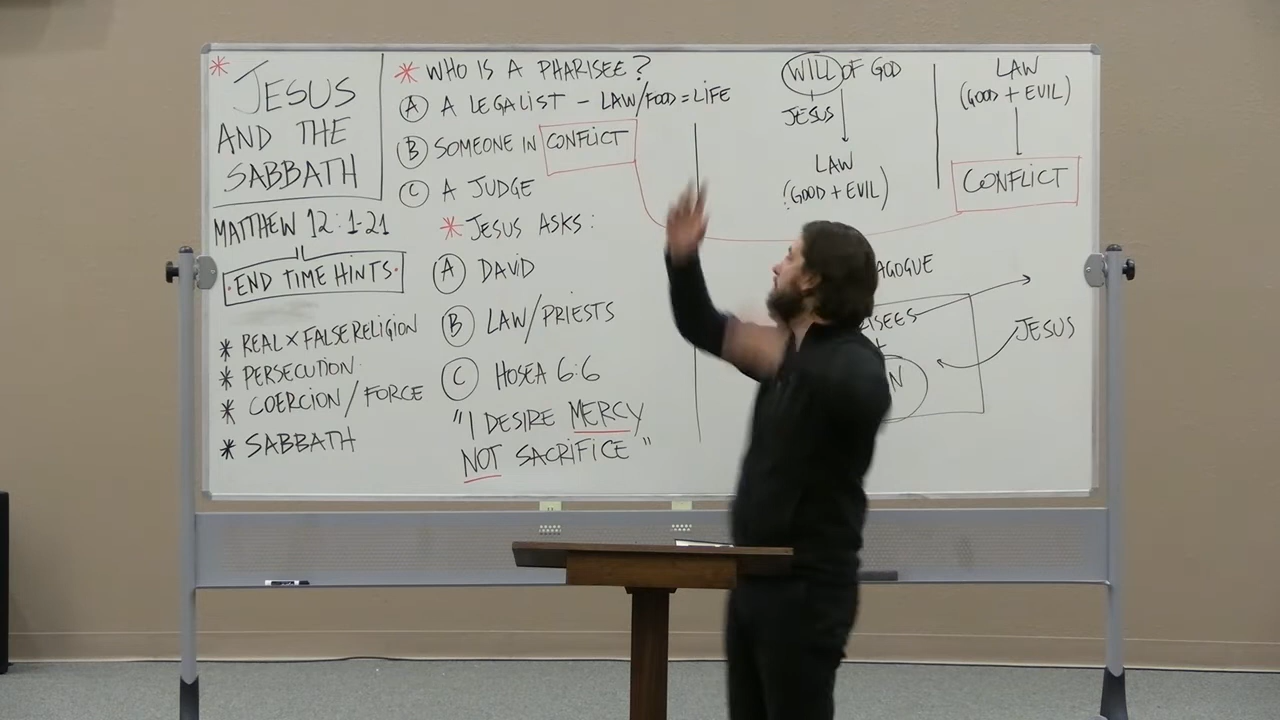 * JESUS
AND THE
SABBATH
MATTHEW 12:1-21
·END TIME HINTS·
* REAL X FALSE RELIGION
* PERSECUTION
* COERCION/FORCE
* SABBATH
* WHO IS A PHARISEE?
(A) A LEGALIST - LAW/FOOD=LIFE
(B) SOMEONE IN CONFLICT
(C) A JUDGE
* JESUS ASKS:
(A) DAVID
(B) LAW/PRIESTS
(C) HOSEA 6:6
"I DESIRE MERCY
NOT SACRIFICE"
WILL OF GOD
JESUS
LAW
(GOOD + EVIL)
LAW
(GOOD + EVIL)
CONFLICT
JESUS